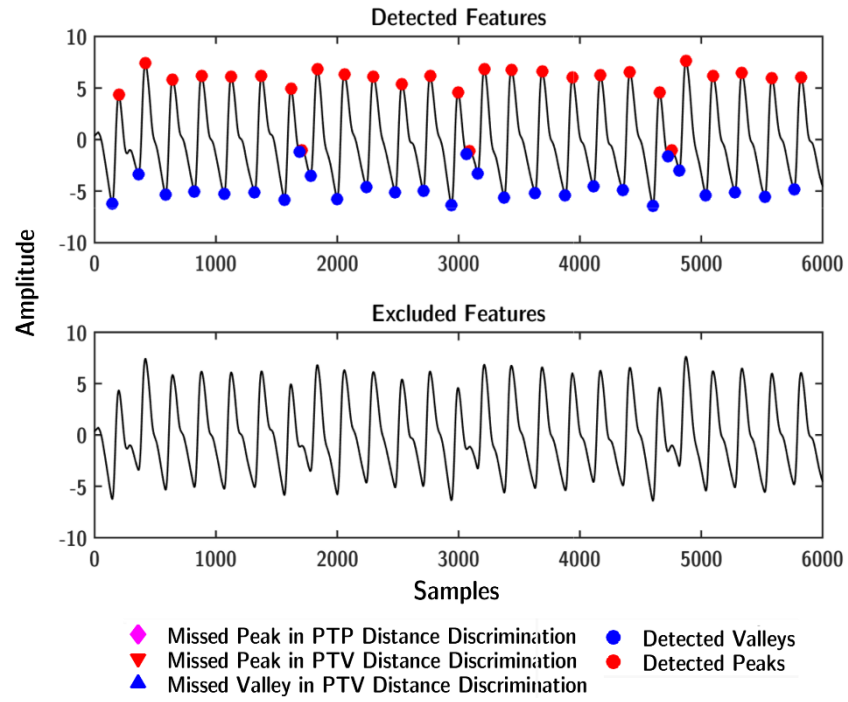 Detected Features
10
5
0
-5
-10
0 1000 2000 3000 4000 5000 6000
Amplitude
Excluded Features
10
5
0
-5
-10
0 1000 2000 3000 4000 5000 6000
Samples
Missed Peak in PTP Distance Discrimination
Missed Peak in PTV Distance Discrimination
Missed Valley in PTV Distance Discrimination
Detected Valleys
Detected Peaks